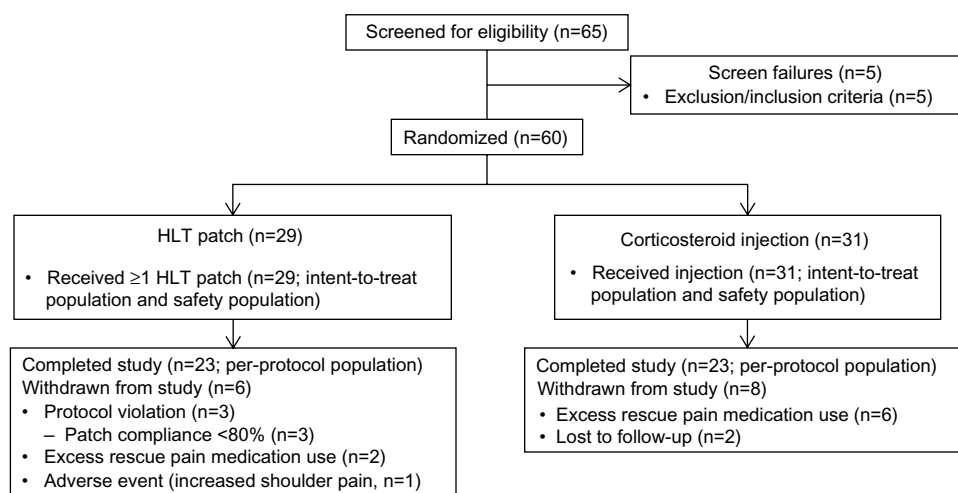 Screened for eligibility (n=65)
Screen failures (n=5)
• Exclusion/inclusion criteria (n=5)
Randomized (n=60)
HLT patch (n=29)
• Received ≥1 HLT patch (n=29; intent-to-treat
population and safety population)
Corticosteroid injection (n=31)
• Received injection (n=31; intent-to-treat
population and safety population)
Completed study (n=23; per-protocol population)
Withdrawn from study (n=6)
• Protocol violation (n=3)
– Patch compliance <80% (n=3)
• Excess rescue pain medication use (n=2)
• Adverse event (increased shoulder pain, n=1)
Completed study (n=23; per-protocol population)
Withdrawn from study (n=8)
• Excess rescue pain medication use (n=6)
• Lost to follow-up (n=2)